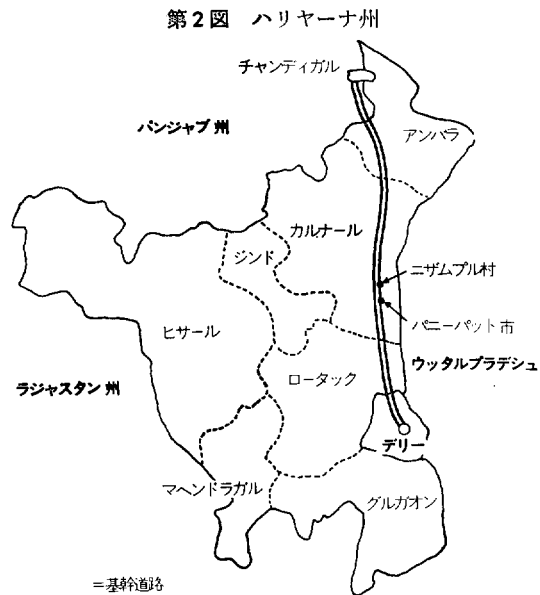 第2図 ハリヤーナ州
チャンディガル
パンジャブ州
アンバラ
カルナール
ジンド
ニザムプル村
パニーパット市
ヒサール
ウッタルプラデシュ
ロータック
ラジャスタン州
デリー
マヘンドラガル
グルガオン
=基幹道路